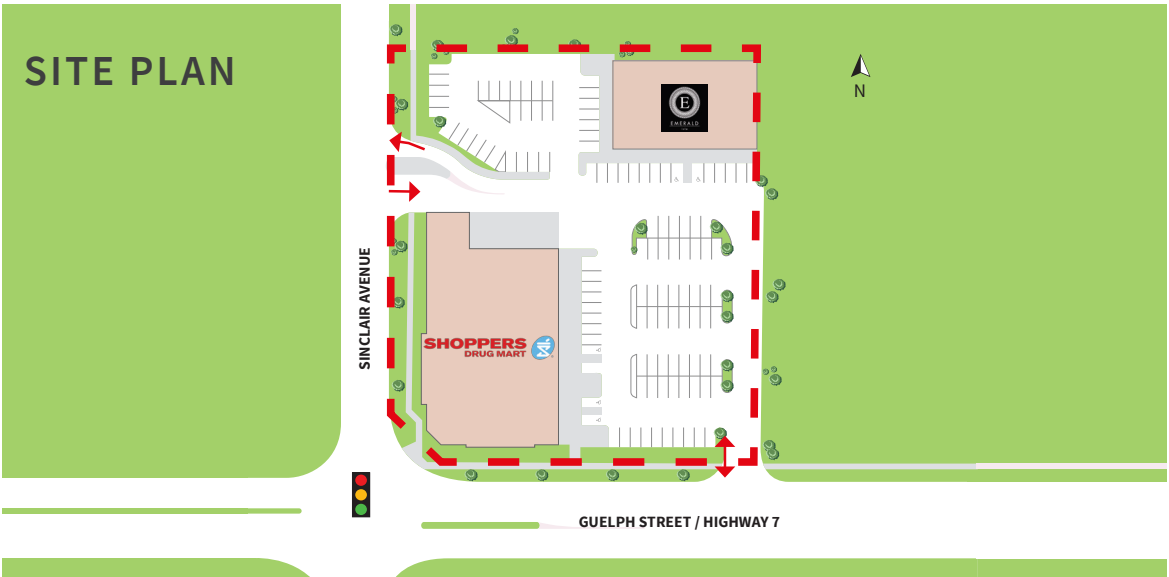 SITE PLAN
N
E
EMERALD
SINCLAIR AVENUE
SHOPPERS
DRUG MART
GUELPH STREET / HIGHWAY 7